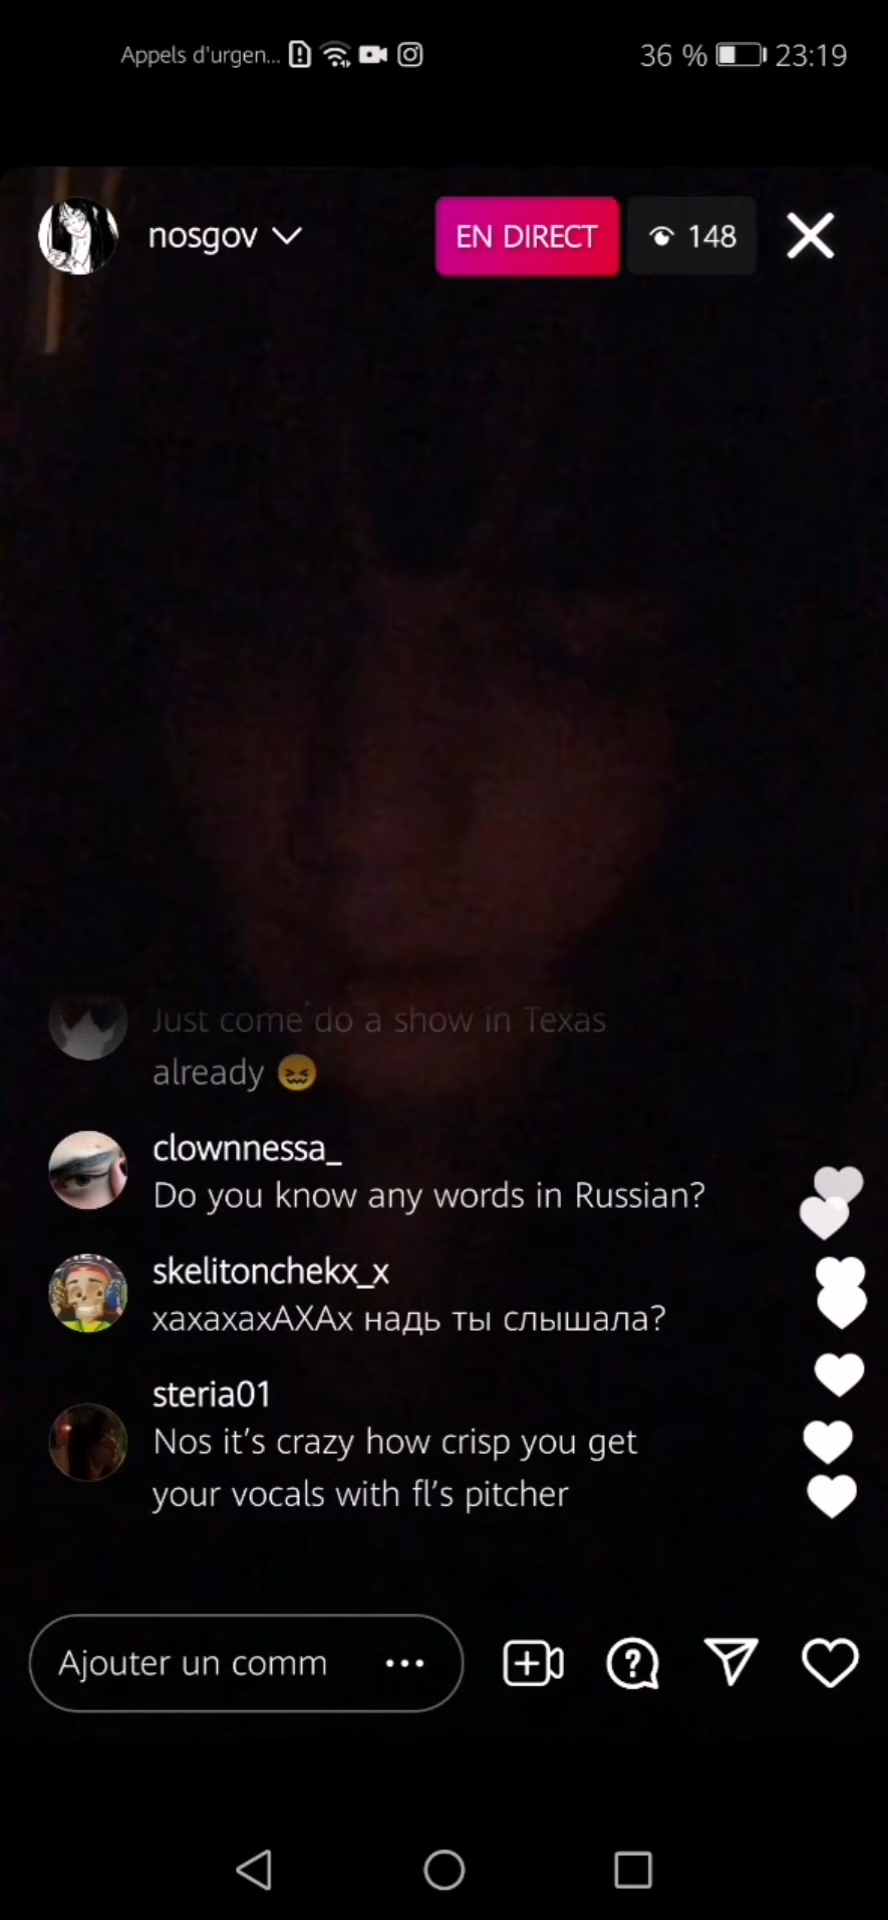 Appels d'urgen... 36 % 23:19
nosgov EN DIRECT 148
Just come do a show in Texas
already 😖
clownnessa_
Do you know any words in Russian?
skelitonchekx_x
хахахахАХАх надь ты слышала?
steria01
Nos it’s crazy how crisp you get
your vocals with fl’s pitcher
Ajouter un comm